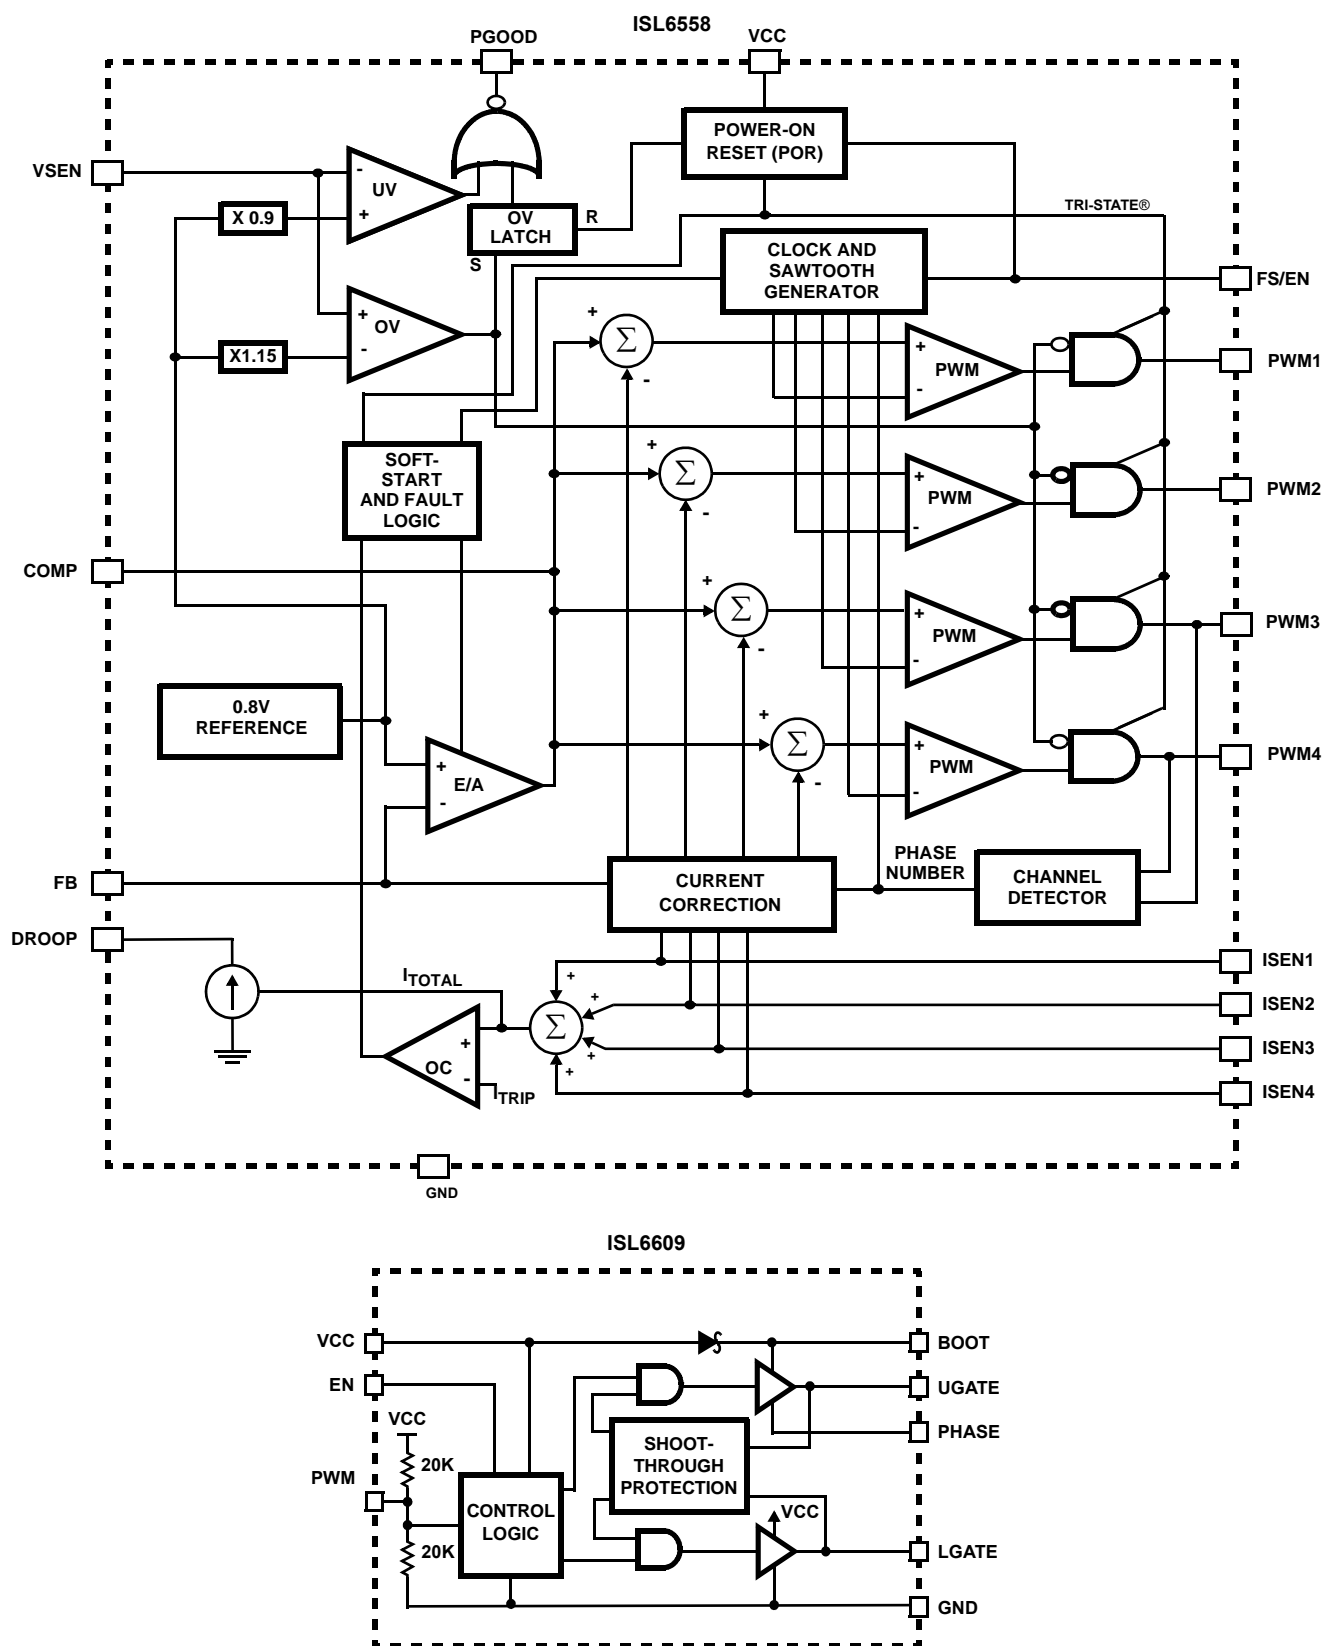 ISL6558
PGOOD
VCC
POWER-ON
RESET (POR)
VSEN
-
UV
+
X 0.9
OV
LATCH
R
S
TRI-STATE®
CLOCK AND
SAWTOOTH
GENERATOR
FS/EN
+
OV
-
X1.15
+
Σ
-
+
PWM
-
PWM1
SOFT-
START
AND FAULT
LOGIC
+
Σ
-
+
PWM
-
PWM2
COMP
+
Σ
-
+
PWM
-
PWM3
0.8V
REFERENCE
+
E/A
-
+
Σ
-
+
PWM
-
PWM4
FB
CURRENT
CORRECTION
PHASE
NUMBER
CHANNEL
DETECTOR
DROOP
ITOTAL
+
+
Σ
+
+
ISEN1
ISEN2
ISEN3
ISEN4
+
OC
-
ITRIP
GND
ISL6609
VCC
BOOT
EN
UGATE
VCC
PHASE
20K
SHOOT-
THROUGH
PROTECTION
PWM
CONTROL
LOGIC
VCC
20K
LGATE
GND